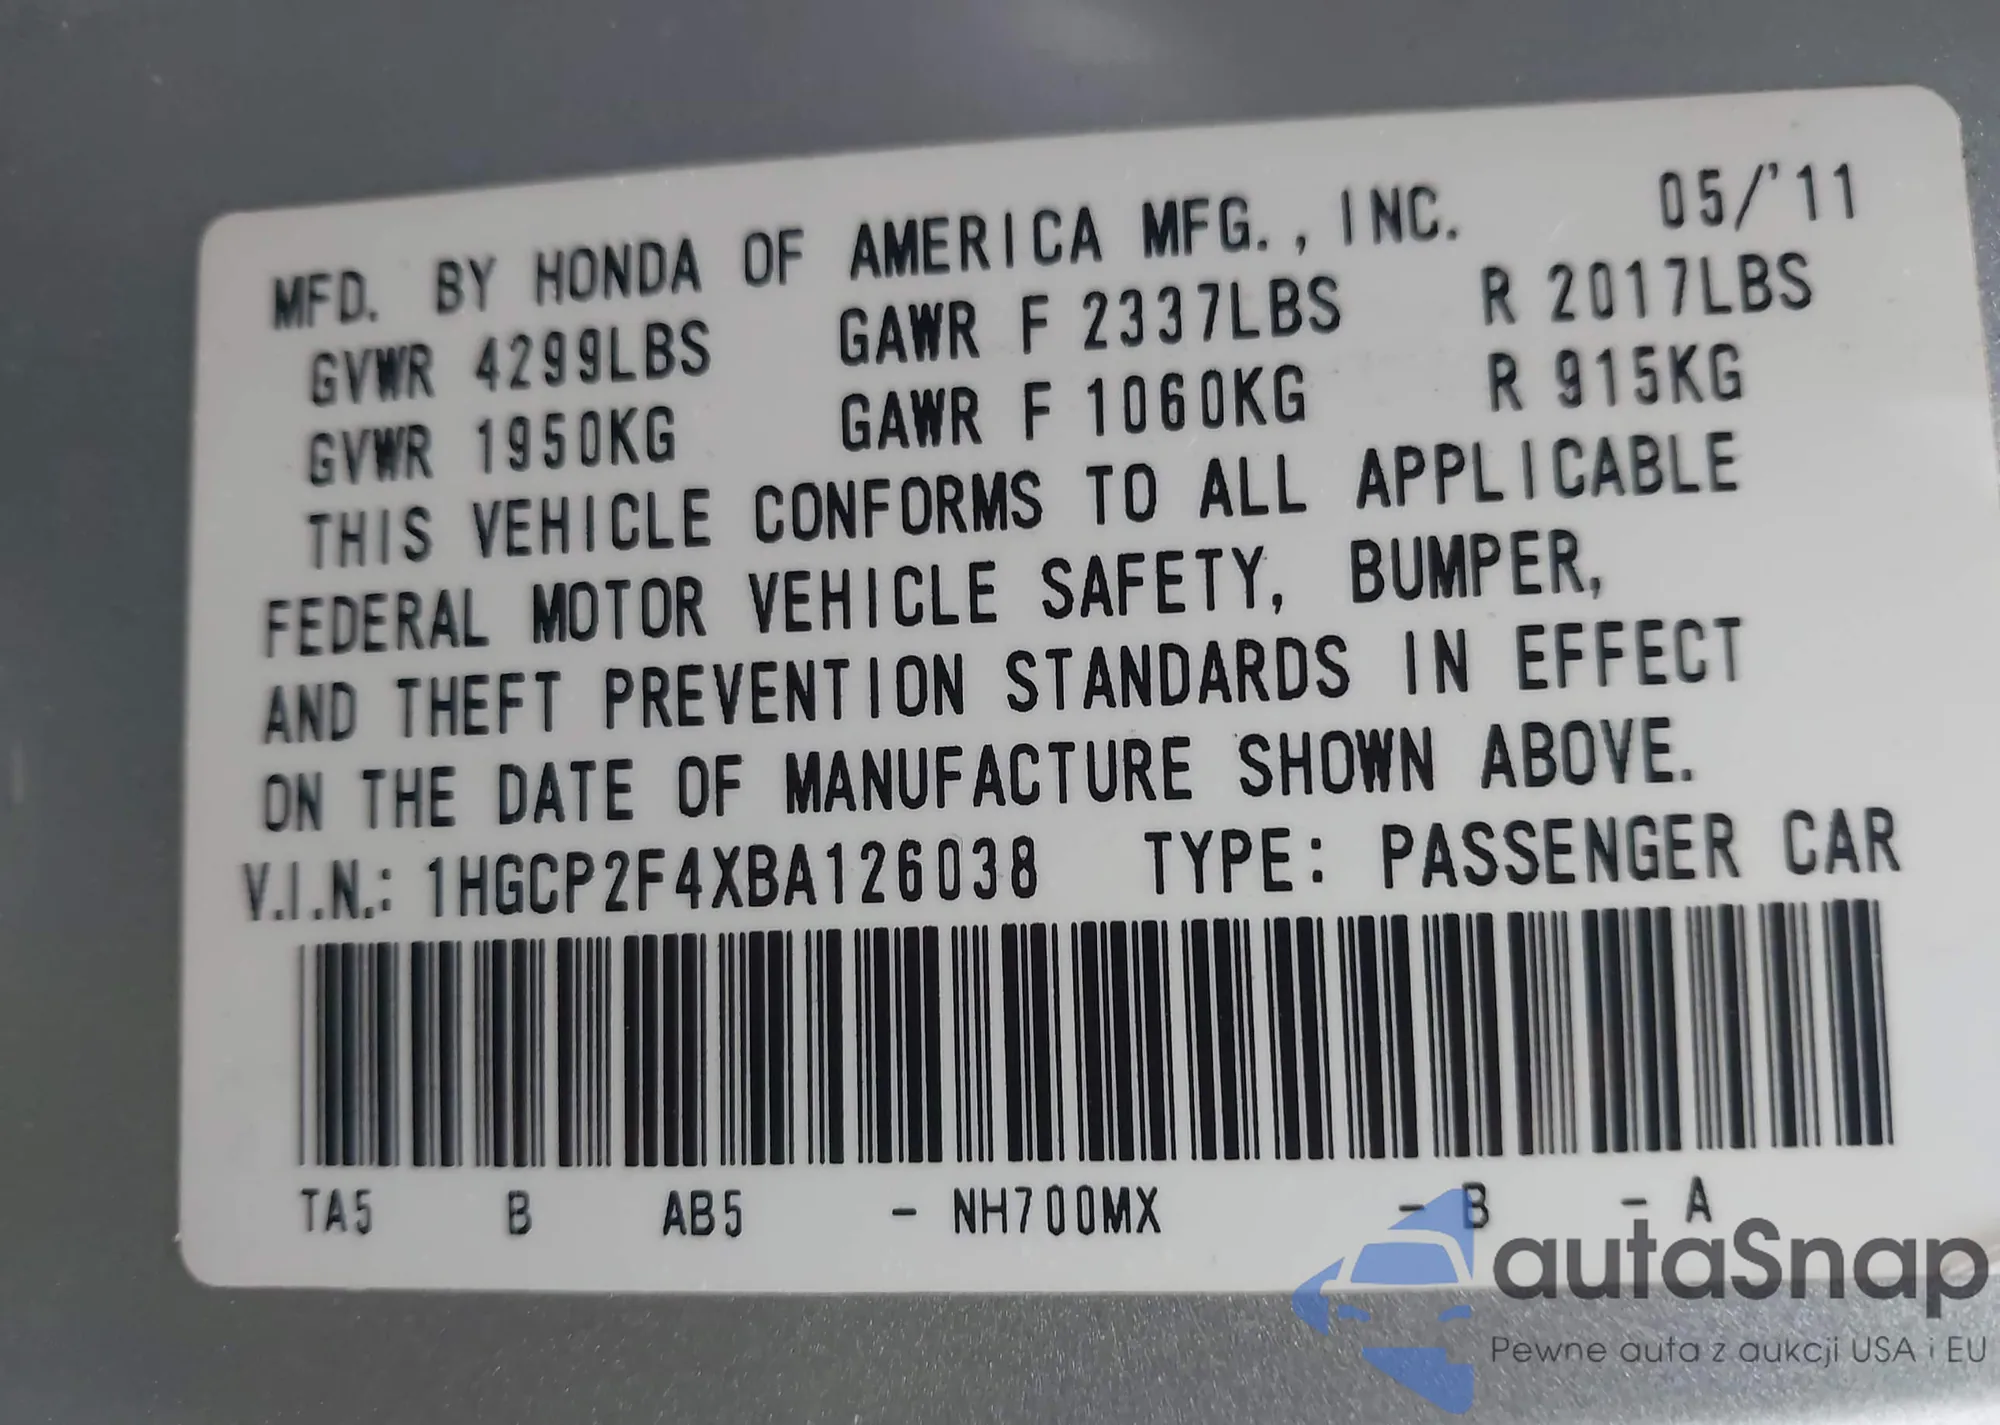 MFD. BY HONDA OF AMERICA MFG., INC. 05/'11
GVWR 4299LBS GAWR F 2337LBS R 2017LBS
GVWR 1950KG GAWR F 1060KG R 915KG
THIS VEHICLE CONFORMS TO ALL APPLICABLE
FEDERAL MOTOR VEHICLE SAFETY, BUMPER,
AND THEFT PREVENTION STANDARDS IN EFFECT
ON THE DATE OF MANUFACTURE SHOWN ABOVE.
V.I.N.: 1HGCP2F4XBA126038 TYPE: PASSENGER CAR
TA5 B AB5 - NH700MX - B - A
autaSnap
Pewne auta z aukcji USA i EU